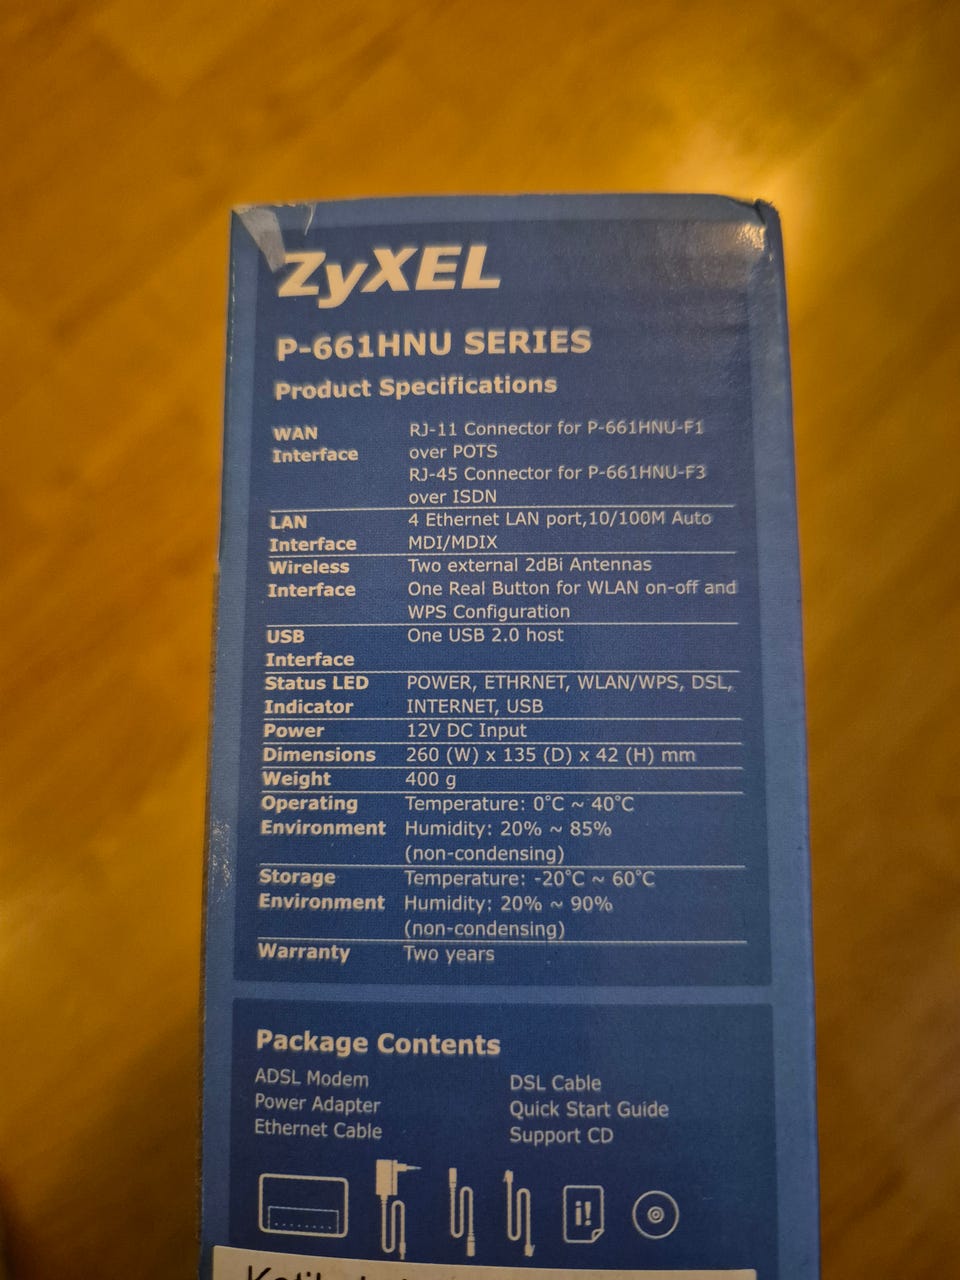 ZyXEL
P-661HNU SERIES
Product Specifications
WAN Interface RJ-11 Connector for P-661HNU-F1
over POTS
RJ-45 Connector for P-661HNU-F3
over ISDN
LAN Interface 4 Ethernet LAN port,10/100M Auto
MDI/MDIX
Wireless Interface Two external 2dBi Antennas
One Real Button for WLAN on-off and
WPS Configuration
USB Interface One USB 2.0 host
Status LED Indicator POWER, ETHRNET, WLAN/WPS, DSL,
INTERNET, USB
Power 12V DC Input
Dimensions 260 (W) x 135 (D) x 42 (H) mm
Weight 400 g
Operating Environment Temperature: 0°C ~ 40°C
Humidity: 20% ~ 85%
(non-condensing)
Storage Environment Temperature: -20°C ~ 60°C
Humidity: 20% ~ 90%
(non-condensing)
Warranty Two years
Package Contents
ADSL Modem
Power Adapter
Ethernet Cable
DSL Cable
Quick Start Guide
Support CD
i!